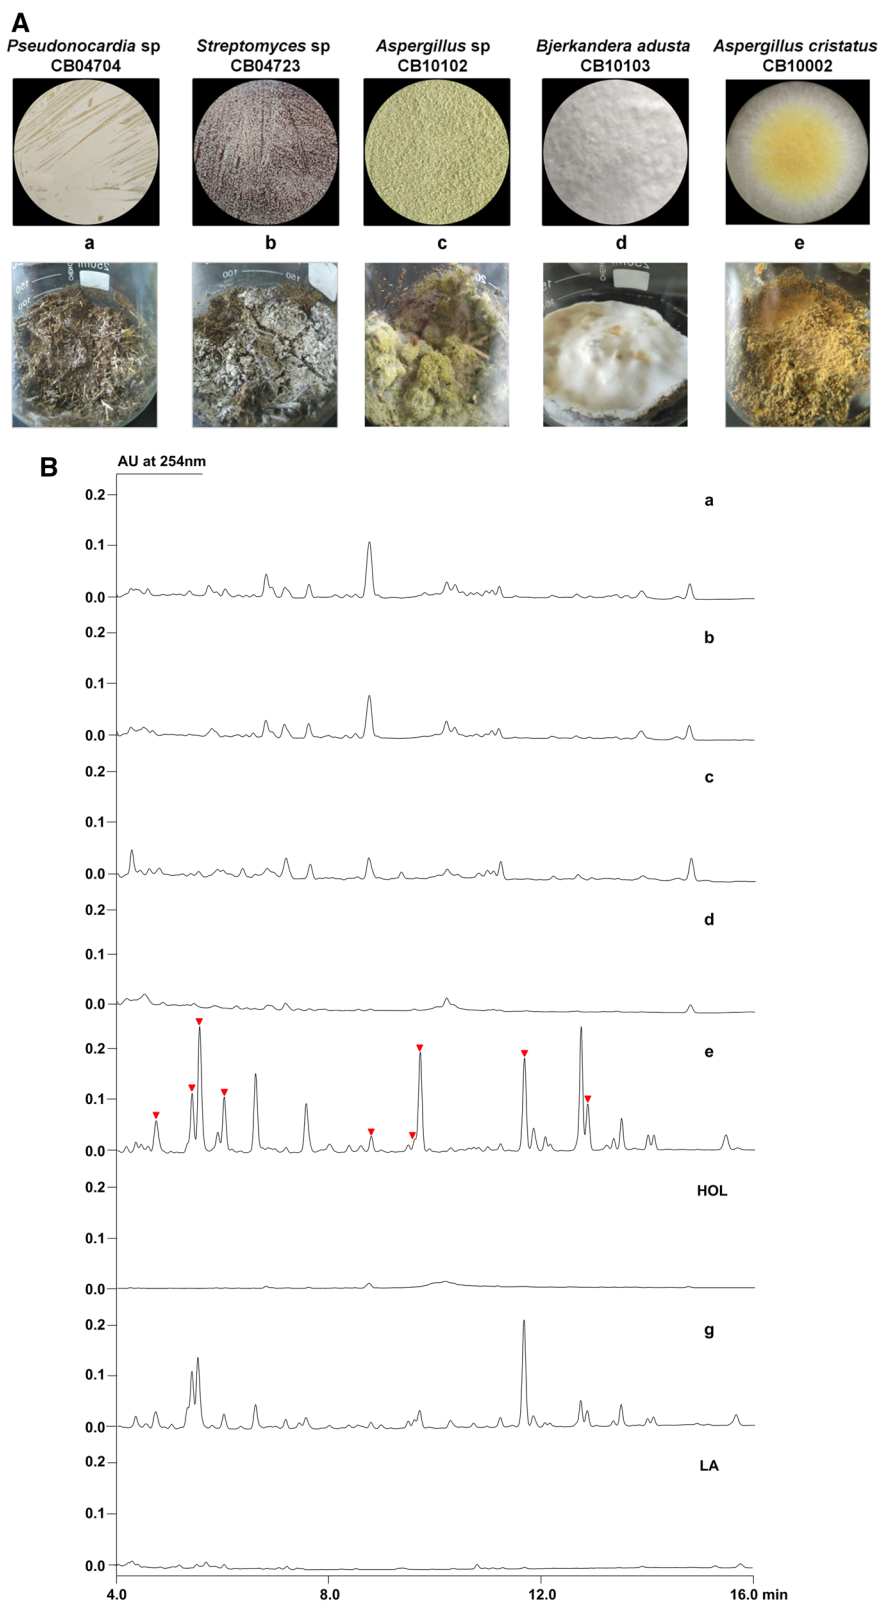 A
Pseudonocardia sp
CB04704
Streptomyces sp
CB04723
Aspergillus sp
CB10102
Bjerkandera adusta
CB10103
Aspergillus cristatus
CB10002
a b c d e
100 150
B
AU at 254nm
0.2
a
0.1
0.0
0.2
b
0.1
0.0
0.2
c
0.1
0.0
0.2
d
0.1
0.0
0.2
e
0.1
0.0
0.2
HOL
0.1
0.0
0.2
g
0.1
0.0
0.2
LA
0.1
0.0
4.0 8.0 12.0 16.0 min